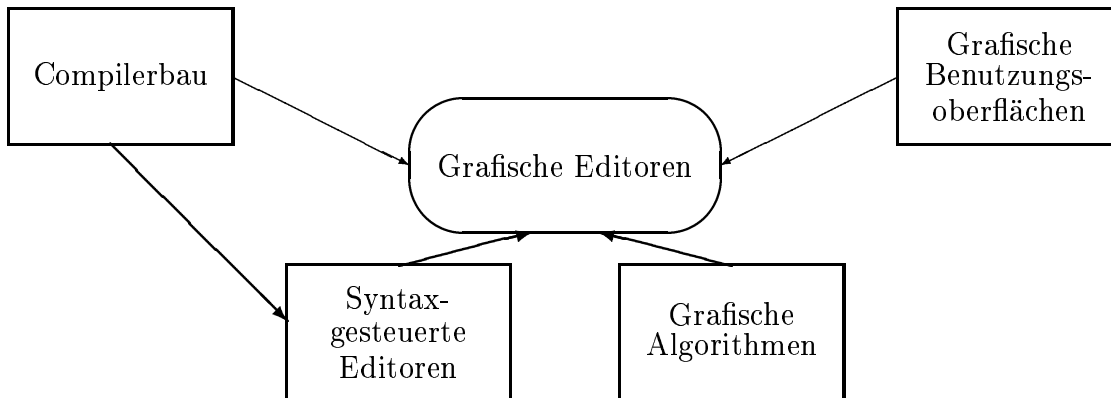 Compilerbau
Grafische
Benutzungs-
oberflächen
Grafische Editoren
Syntax-
gesteuerte
Editoren
Grafische
Algorithmen